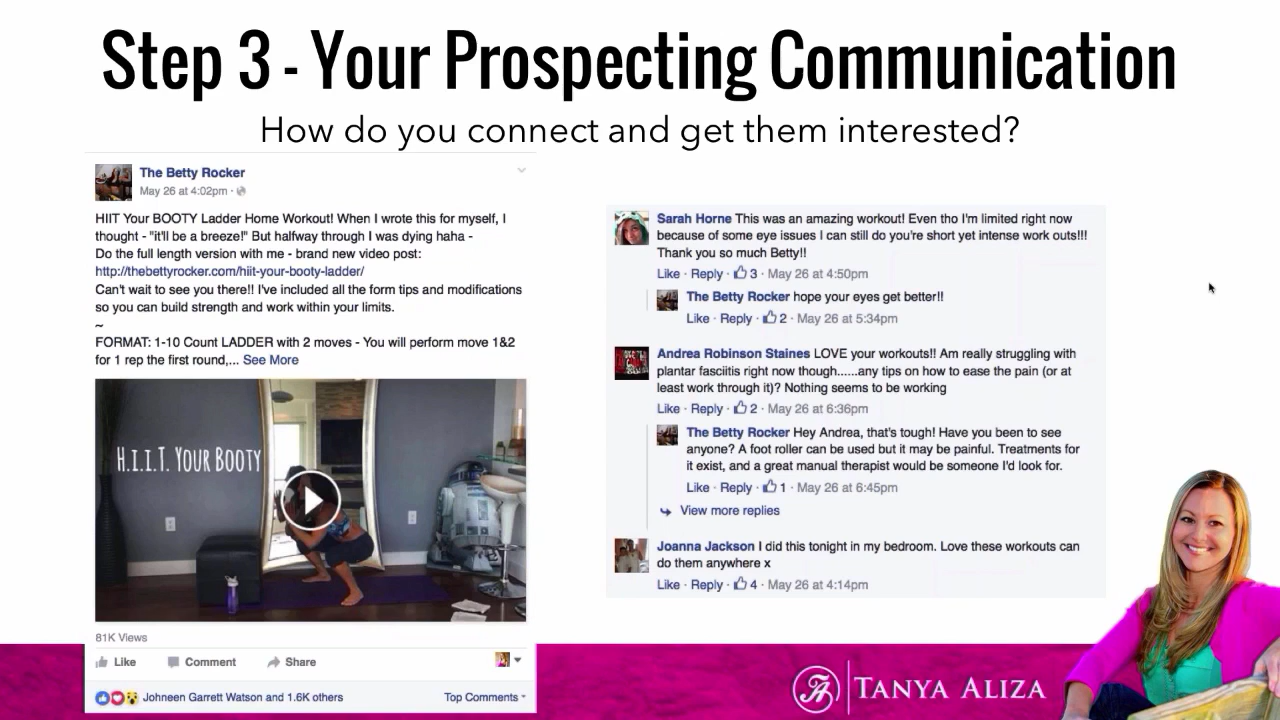 Step 3 - Your Prospecting Communication
How do you connect and get them interested?
The Betty Rocker
May 26 at 4:02pm ·
HIIT Your BOOTY Ladder Home Workout! When I wrote this for myself, I
thought - "it'll be a breeze!" But halfway through I was dying haha -
Do the full length version with me - brand new video post:
http://thebettyrocker.com/hiit-your-booty-ladder/
Can't wait to see you there!! I've included all the form tips and modifications
so you can build strength and work within your limits.
~
FORMAT: 1-10 Count LADDER with 2 moves - You will perform move 1&2
for 1 rep the first round,... See More
H.I.I.T. YOUR BOOTY
81K Views
Like Comment Share
Johneen Garrett Watson and 1.6K others Top Comments
Sarah Horne This was an amazing workout! Even tho I'm limited right now
because of some eye issues I can still do you're short yet intense work outs!!!
Thank you so much Betty!!
Like · Reply · 3 · May 26 at 4:50pm
The Betty Rocker hope your eyes get better!!
Like · Reply · 2 · May 26 at 5:34pm
Andrea Robinson Staines LOVE your workouts!! Am really struggling with
plantar fasciitis right now though......any tips on how to ease the pain (or at
least work through it)? Nothing seems to be working
Like · Reply · 2 · May 26 at 6:36pm
The Betty Rocker Hey Andrea, that's tough! Have you been to see
anyone? A foot roller can be used but it may be painful. Treatments for
it exist, and a great manual therapist would be someone I'd look for.
Like · Reply · 1 · May 26 at 6:45pm
View more replies
Joanna Jackson I did this tonight in my bedroom. Love these workouts can
do them anywhere x
Like · Reply · 4 · May 26 at 4:14pm
TANYA ALIZA